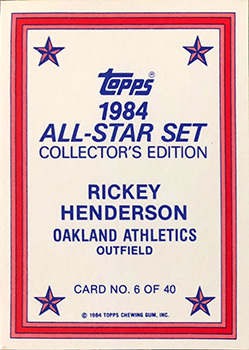 TOPPS®
1984
ALL-STAR SET
COLLECTOR'S EDITION
RICKEY
HENDERSON
OAKLAND ATHLETICS
OUTFIELD
CARD NO. 6 OF 40
© 1984 TOPPS CHEWING GUM, INC.